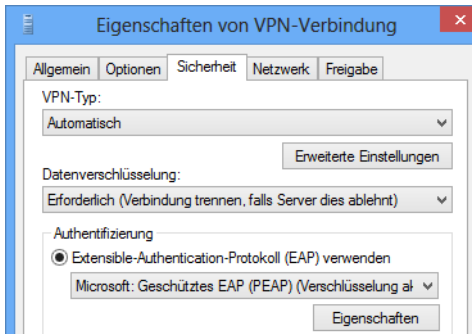 Eigenschaften von VPN-Verbindung
Allgemein Optionen Sicherheit Netzwerk Freigabe
VPN-Typ:
Automatisch
Erweiterte Einstellungen
Datenverschlüsselung:
Erforderlich (Verbindung trennen, falls Server dies ablehnt)
Authentifizierung
Extensible-Authentication-Protokoll (EAP) verwenden
Microsoft: Geschütztes EAP (PEAP) (Verschlüsselung ak
Eigenschaften